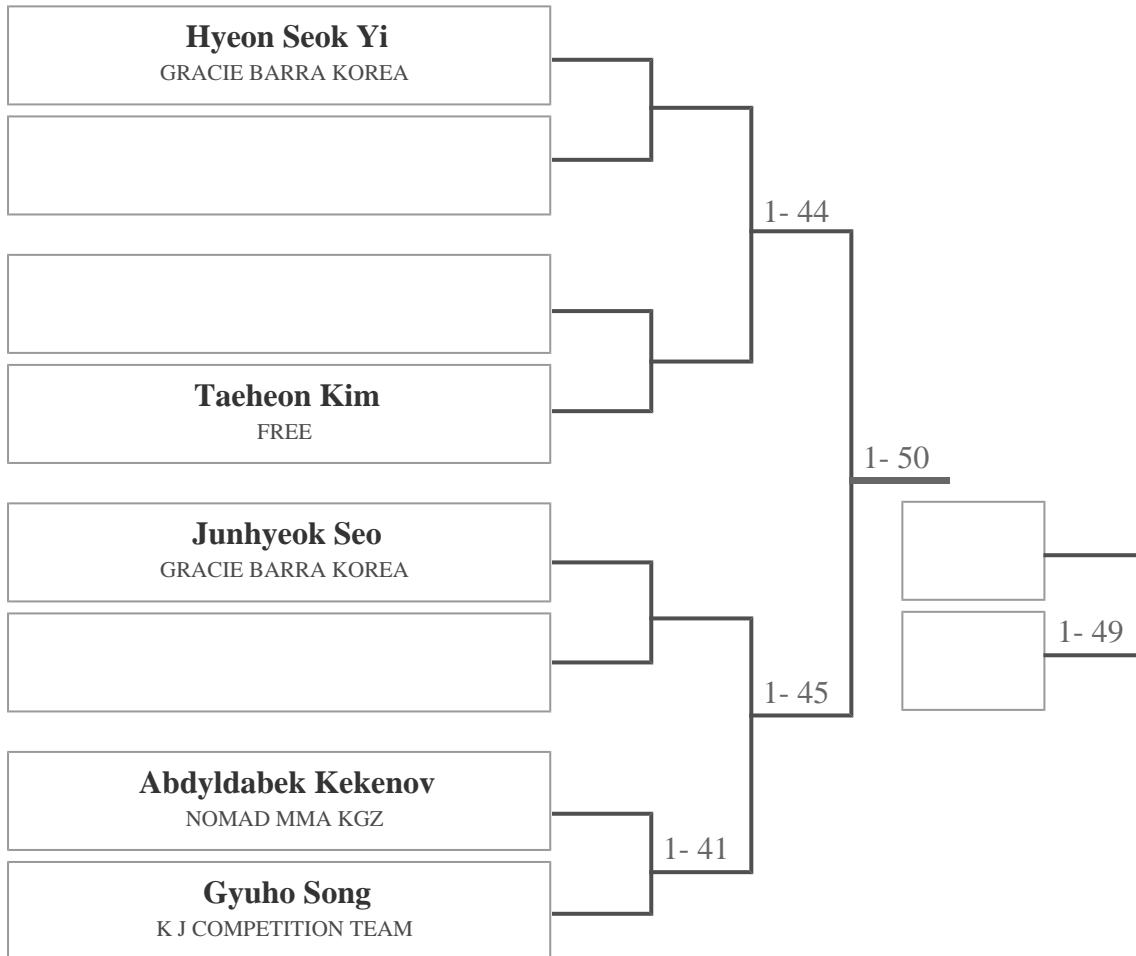 Hyeon Seok Yi
GRACIE BARRA KOREA
1- 44
Taeheon Kim
FREE
1- 50
Junhyeok Seo
GRACIE BARRA KOREA
1- 49
1- 45
Abdyldabek Kekenov
NOMAD MMA KGZ
1- 41
Gyuho Song
K J COMPETITION TEAM